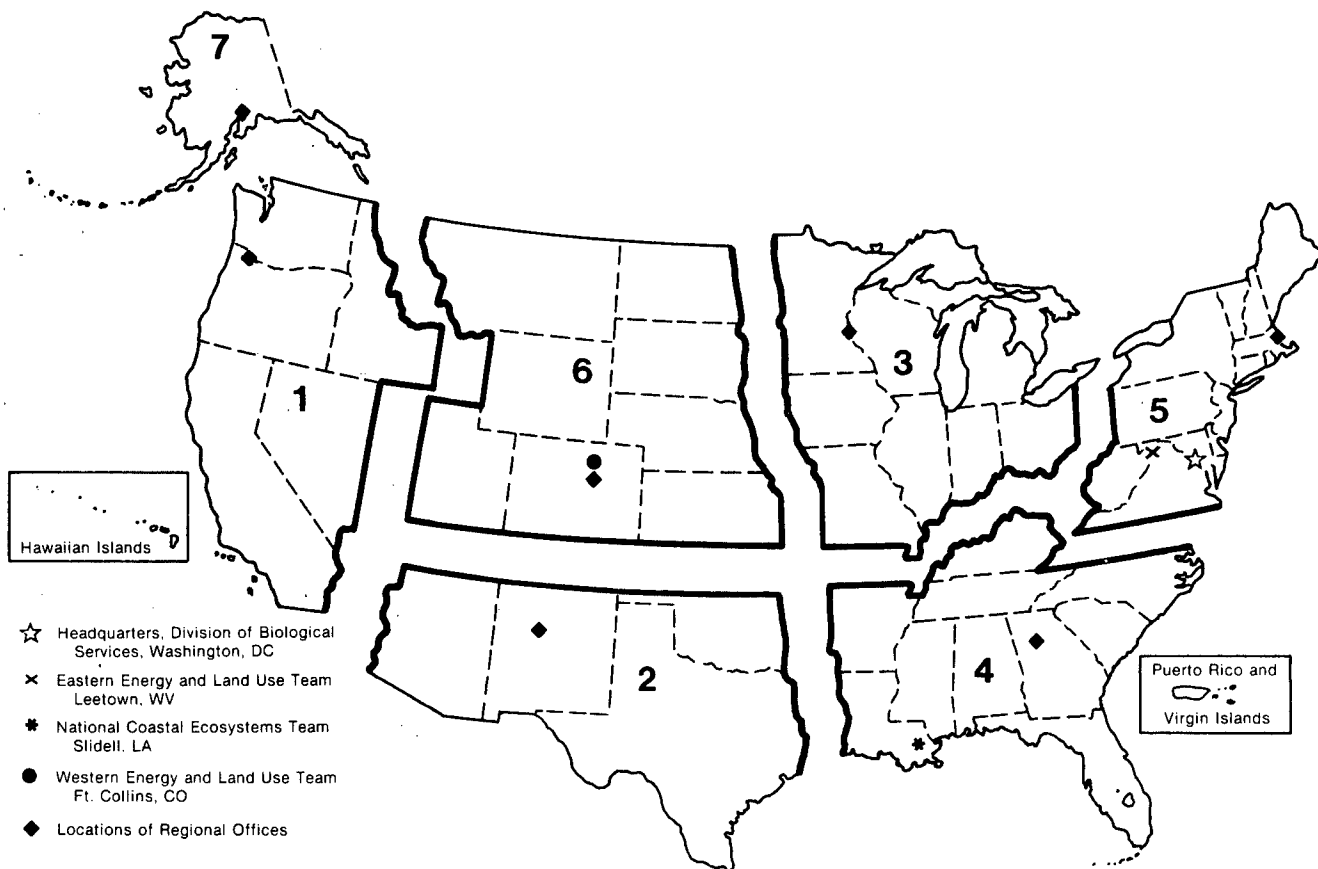 7
6
3
1
5
Hawaiian Islands
Headquarters, Division of Biological
Services, Washington, DC
Eastern Energy and Land Use Team
Leetown, WV
National Coastal Ecosystems Team
Slidell. LA
Western Energy and Land Use Team
Ft. Collins, CO
Locations of Regional Offices
2
4
Puerto Rico and
Virgin Islands